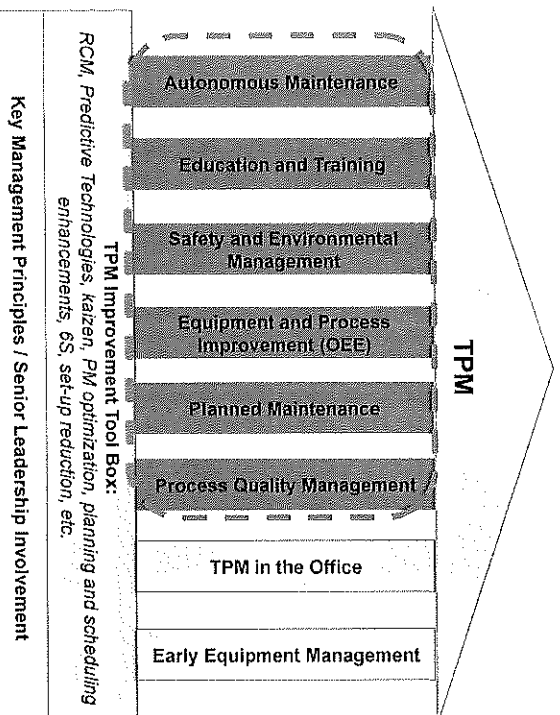 TPM
Autonomous Maintenance
Education and Training
Safety and Environmental
Management
Equipment and Process
Improvement (OEE)
Planned Maintenance
Process Quality Management
TPM in the Office
Early Equipment Management
TPM Improvement Tool Box:
RCM, Predictive Technologies, kaizen, PM optimization, planning and scheduling
enhancements, 6S, set-up reduction, etc.
Key Management Principles / Senior Leadership Involvement